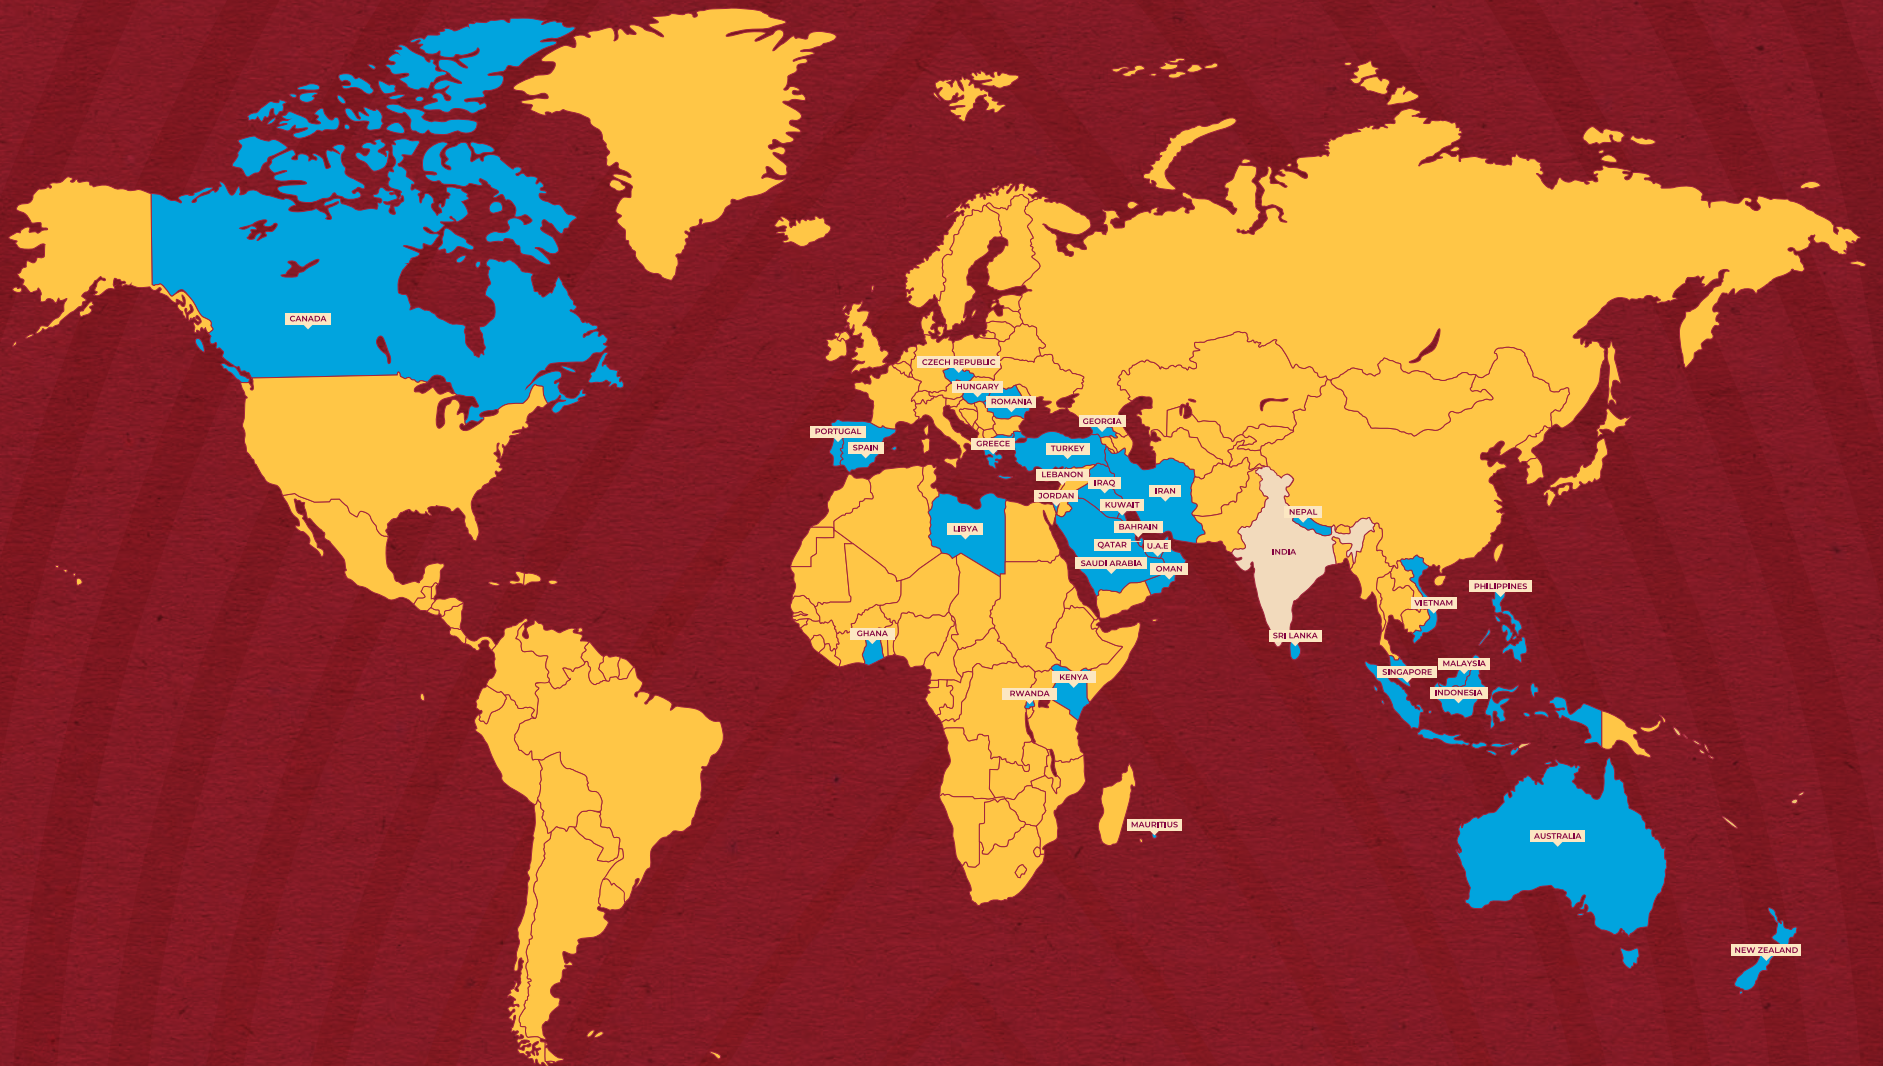 CANADA
CZECH REPUBLIC
HUNGARY
ROMANIA
GEORGIA
PORTUGAL
SPAIN
GREECE
TURKEY
LEBANON
IRAQ
IRAN
JORDAN
KUWAIT
LIBYA
BAHRAIN
QATAR
U.A.E
SAUDI ARABIA
OMAN
NEPAL
INDIA
PHILIPPINES
VIETNAM
GHANA
SRI LANKA
KENYA
SINGAPORE
MALAYSIA
RWANDA
INDONESIA
MAURITIUS
AUSTRALIA
NEW ZEALAND